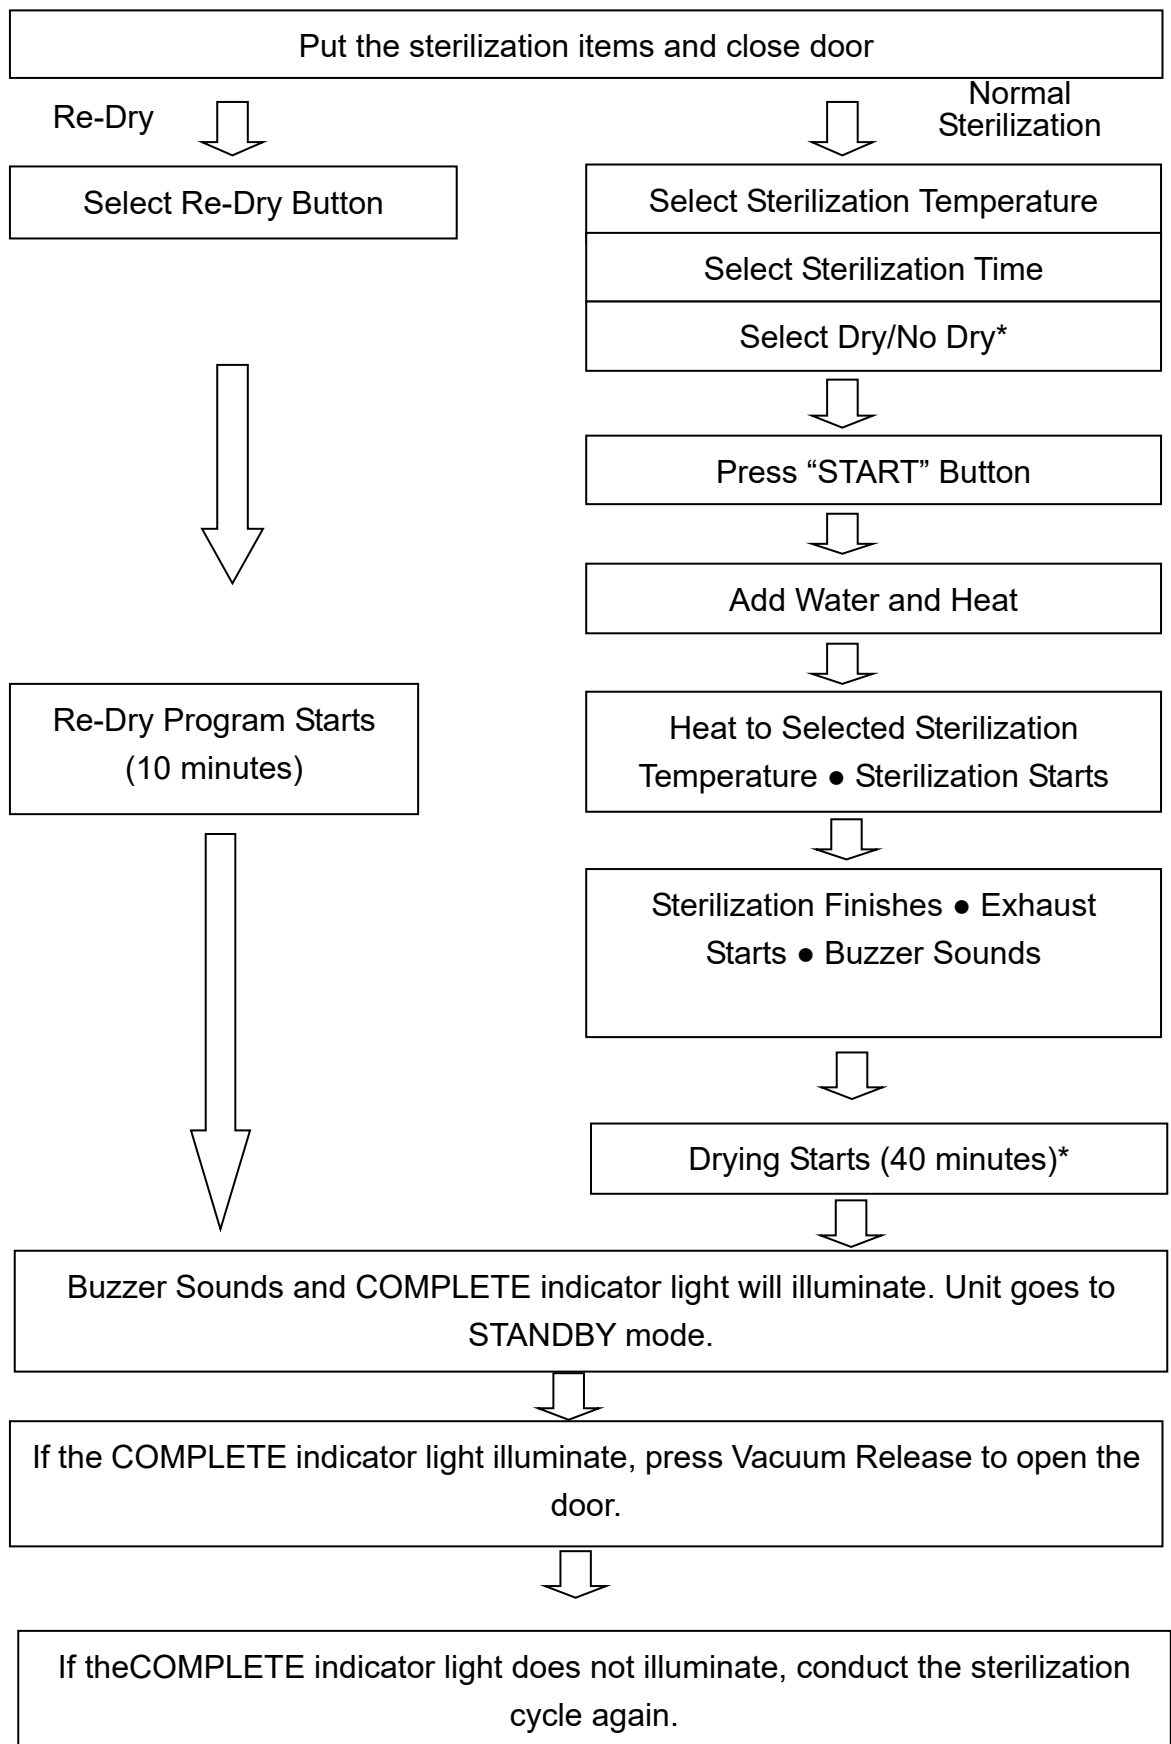 Put the sterilization items and close door
Re-Dry
Normal
Sterilization
Select Re-Dry Button
Select Sterilization Temperature
Select Sterilization Time
Select Dry/No Dry*
Press “START” Button
Add Water and Heat
Re-Dry Program Starts
(10 minutes)
Heat to Selected Sterilization
Temperature ● Sterilization Starts
Sterilization Finishes ● Exhaust
Starts ● Buzzer Sounds
Drying Starts (40 minutes)*
Buzzer Sounds and COMPLETE indicator light will illuminate. Unit goes to
STANDBY mode.
If the COMPLETE indicator light illuminate, press Vacuum Release to open the
door.
If theCOMPLETE indicator light does not illuminate, conduct the sterilization
cycle again.